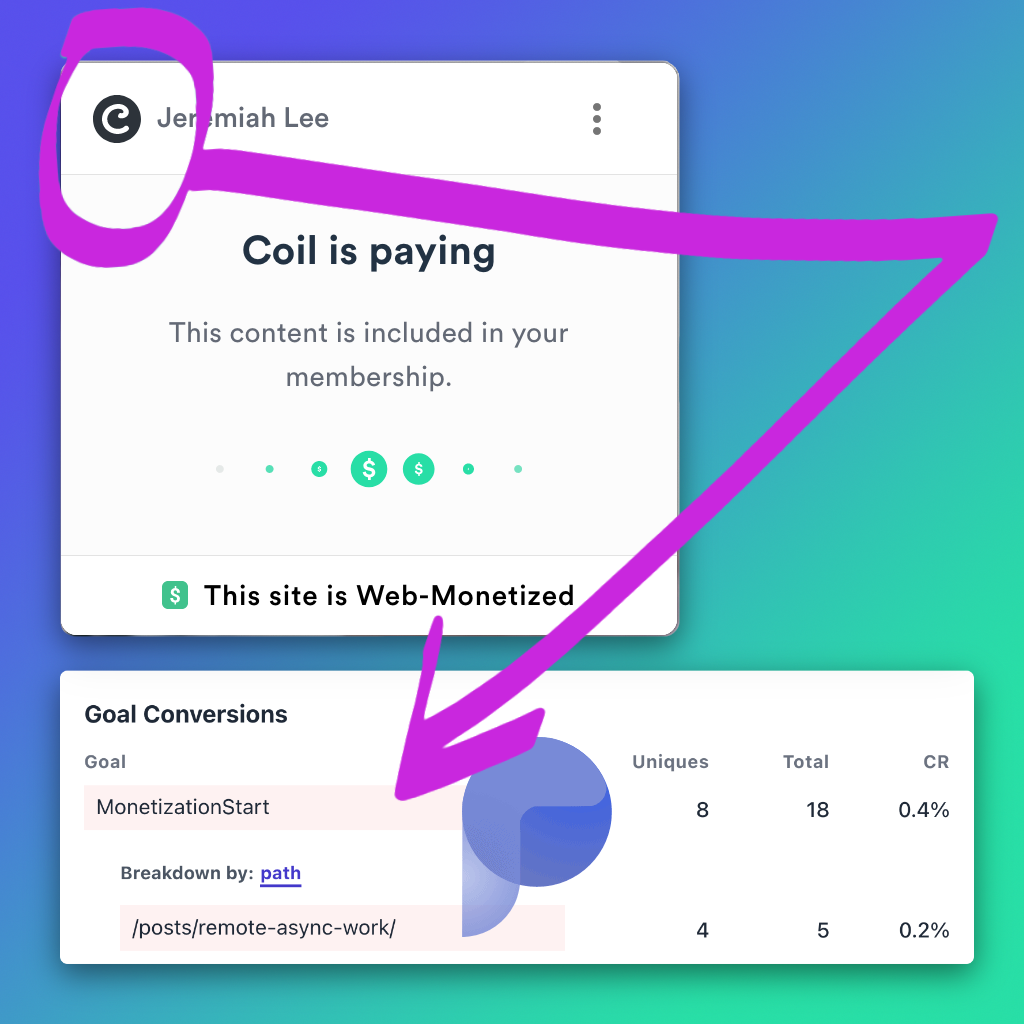 Jeremiah Lee
Coil is paying
This content is included in your
membership.
$ $ $
$ This site is Web-Monetized
Goal Conversions
Goal Uniques Total CR
MonetizationStart 8 18 0.4%
Breakdown by: path
/posts/remote-async-work/ 4 5 0.2%